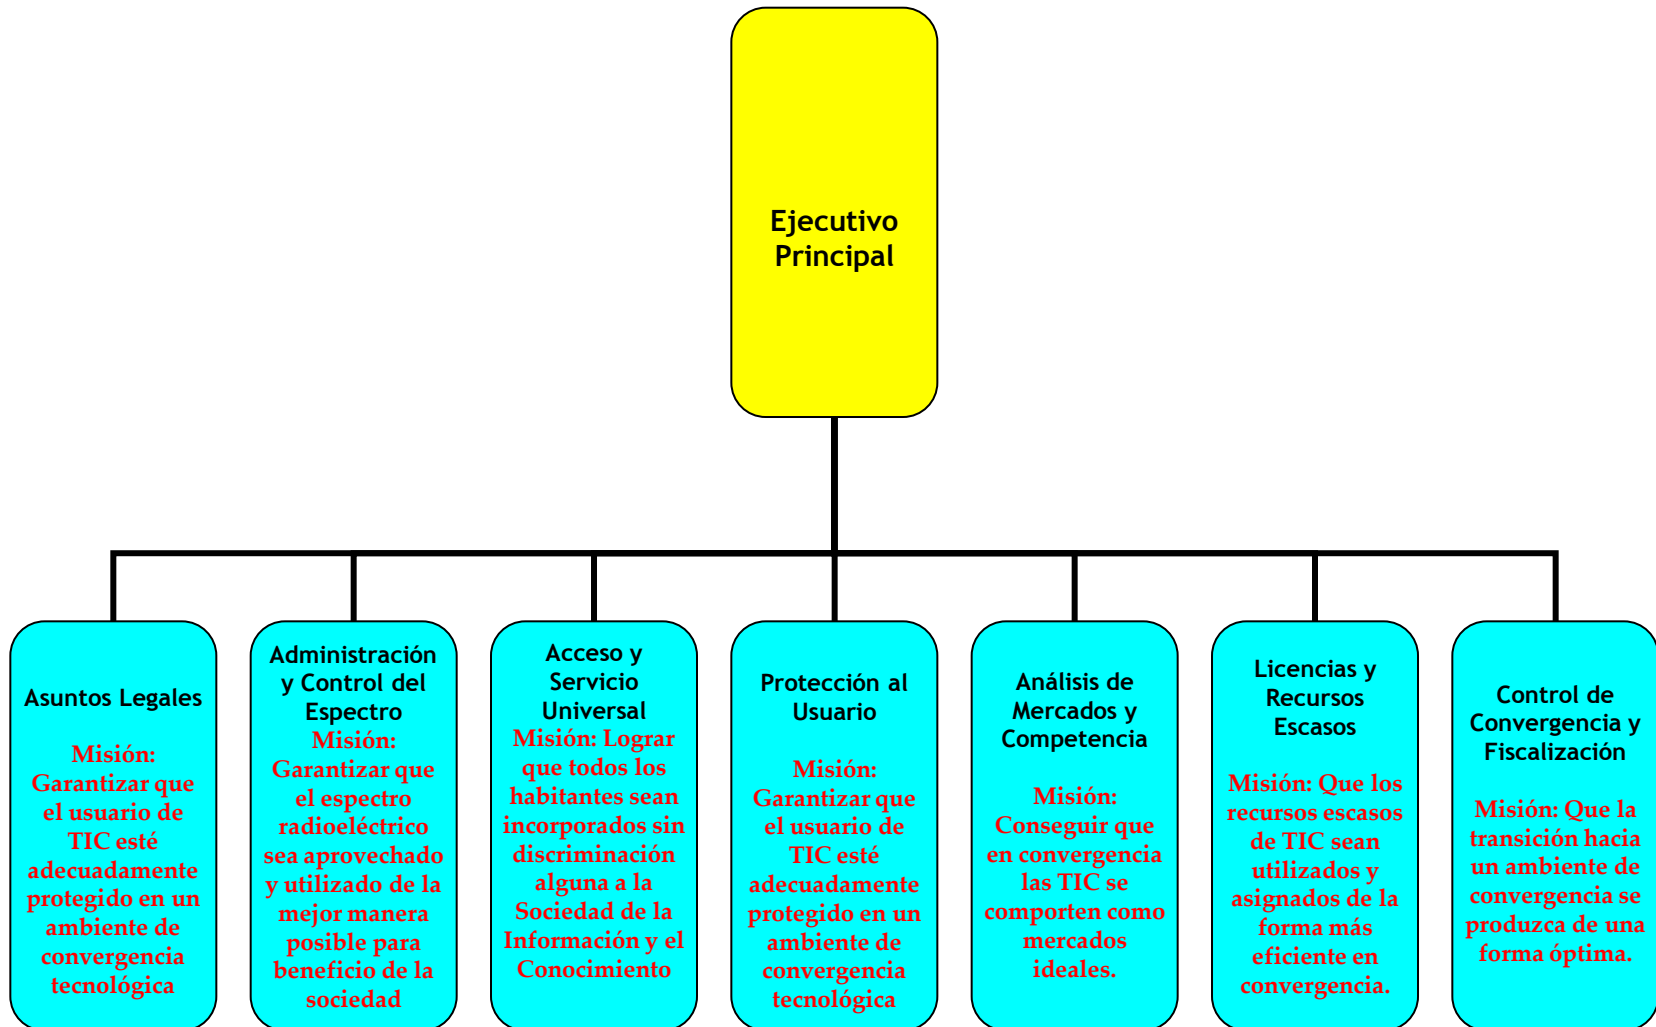 Ejecutivo
Principal
Asuntos Legales
Misión:
Garantizar que
el usuario de
TIC esté
adecuadamente
protegido en un
ambiente de
convergencia
tecnológica
Administración
y Control del
Espectro
Misión:
Garantizar que
el espectro
radioeléctrico
sea aprovechado
y utilizado de la
mejor manera
posible para
beneficio de la
sociedad
Acceso y
Servicio
Universal
Misión: Lograr
que todos los
habitantes sean
incorporados sin
discriminación
alguna a la
Sociedad de la
Información y el
Conocimiento
Protección al
Usuario
Misión:
Garantizar que
el usuario de
TIC esté
adecuadamente
protegido en un
ambiente de
convergencia
tecnológica
Análisis de
Mercados y
Competencia
Misión:
Conseguir que
en convergencia
las TIC se
comporten como
mercados
ideales.
Licencias y
Recursos
Escasos
Misión: Que los
recursos escasos
de TIC sean
utilizados y
asignados de la
forma más
eficiente en
convergencia.
Control de
Convergencia y
Fiscalización
Misión: Que la
transición hacia
un ambiente de
convergencia se
produzca de una
forma óptima.